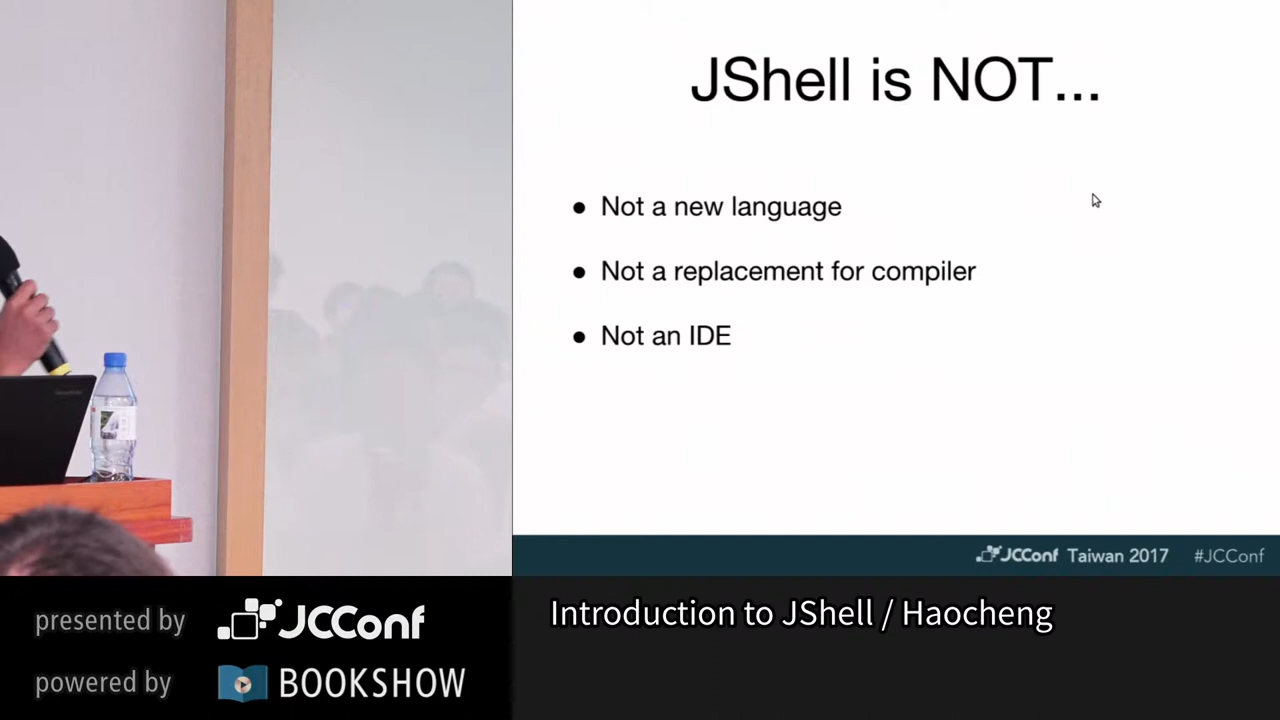 JShell is NOT...
● Not a new language
● Not a replacement for compiler
● Not an IDE
JCConf Taiwan 2017 #JCConf
presented by JCConf
powered by BOOKSHOW
Introduction to JShell / Haocheng